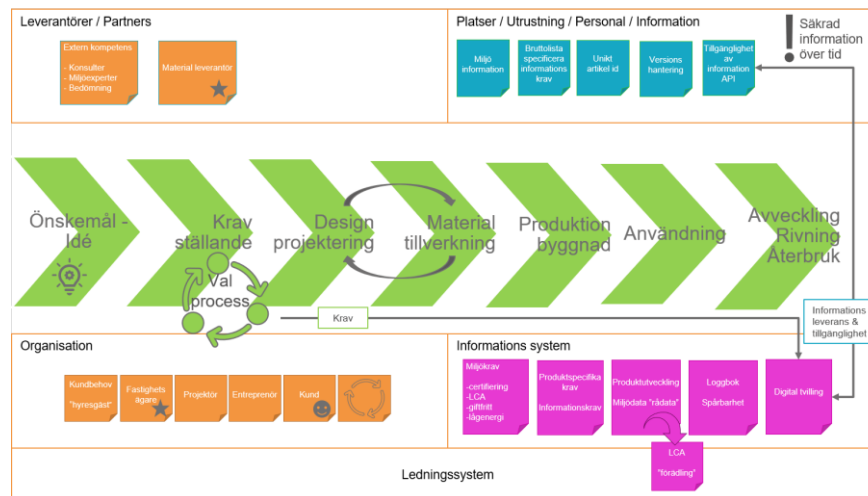 Leverantörer / Partners
Extern kompetens
- Konsulter
- Miljöexperter
- Bedömning
Material leverantör
Platser / Utrustning / Personal / Information
Miljö
information
Bruttolista
specificera
informations
krav
Unikt
artikel id
Versions
hantering
Tillgänglighet
av
information
API
Säkrad
information
över tid
Önskemål -
Idé
Krav
ställande
Val
process
Design
projektering
Material
tillverkning
Produktion
byggnad
Användning
Avveckling
Rivning
Återbruk
Krav
Informations
leverans &
tillgänglighet
Organisation
Kundbehov
"hyresgäst"
Fastighets
ägare
Projektör
Entreprenör
Kund
Informations system
Miljökrav
-certifiering
-LCA
-giftfritt
-lågenergi
Produktspecifika
krav
Informationskrav
Produktutveckling
Miljödata "rådata"
Loggbok
Spårbarhet
Digital tvilling
LCA
"förädling"
Ledningssystem